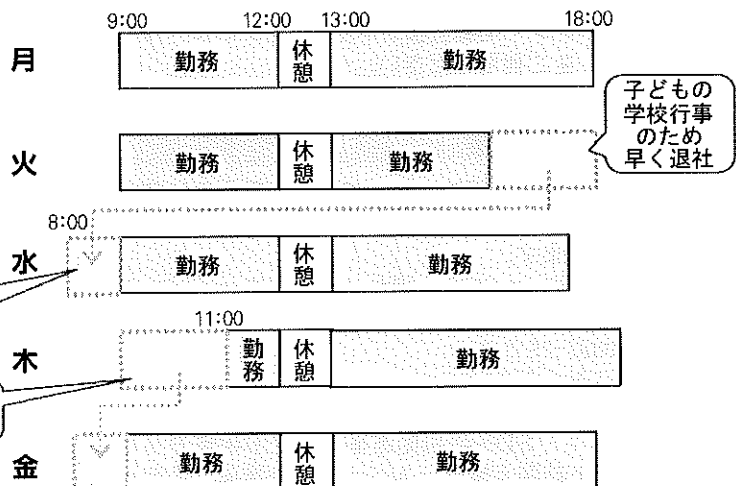 9:00 12:00 13:00 18:00
月 勤務 休憩 勤務
子どもの
学校行事
のため
早く退社
火 勤務 休憩 勤務
8:00
水 勤務 休憩 勤務
11:00
木 勤務 休憩 勤務
金 勤務 休憩 勤務